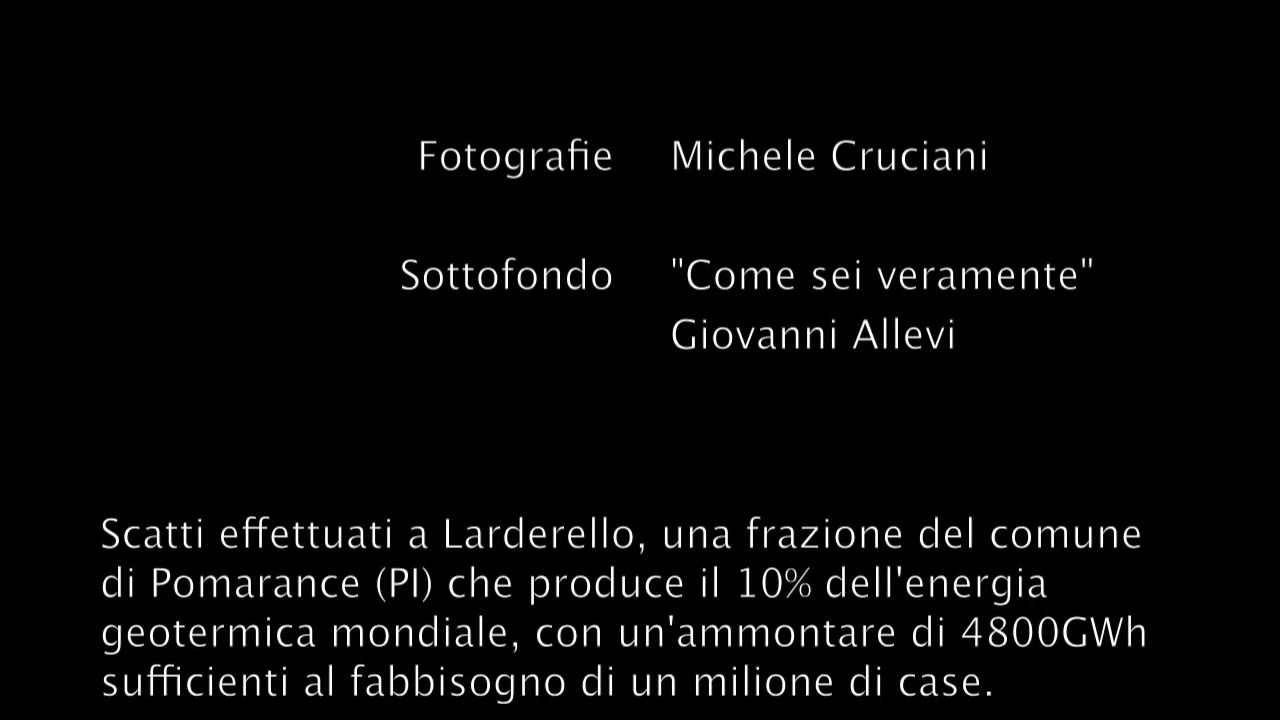 Fotografie Michele Cruciani
Sottofondo "Come sei veramente"
Giovanni Allevi
Scatti effettuati a Larderello, una frazione del comune
di Pomarance (PI) che produce il 10% dell'energia
geotermica mondiale, con un'ammontare di 4800GWh
sufficienti al fabbisogno di un milione di case.